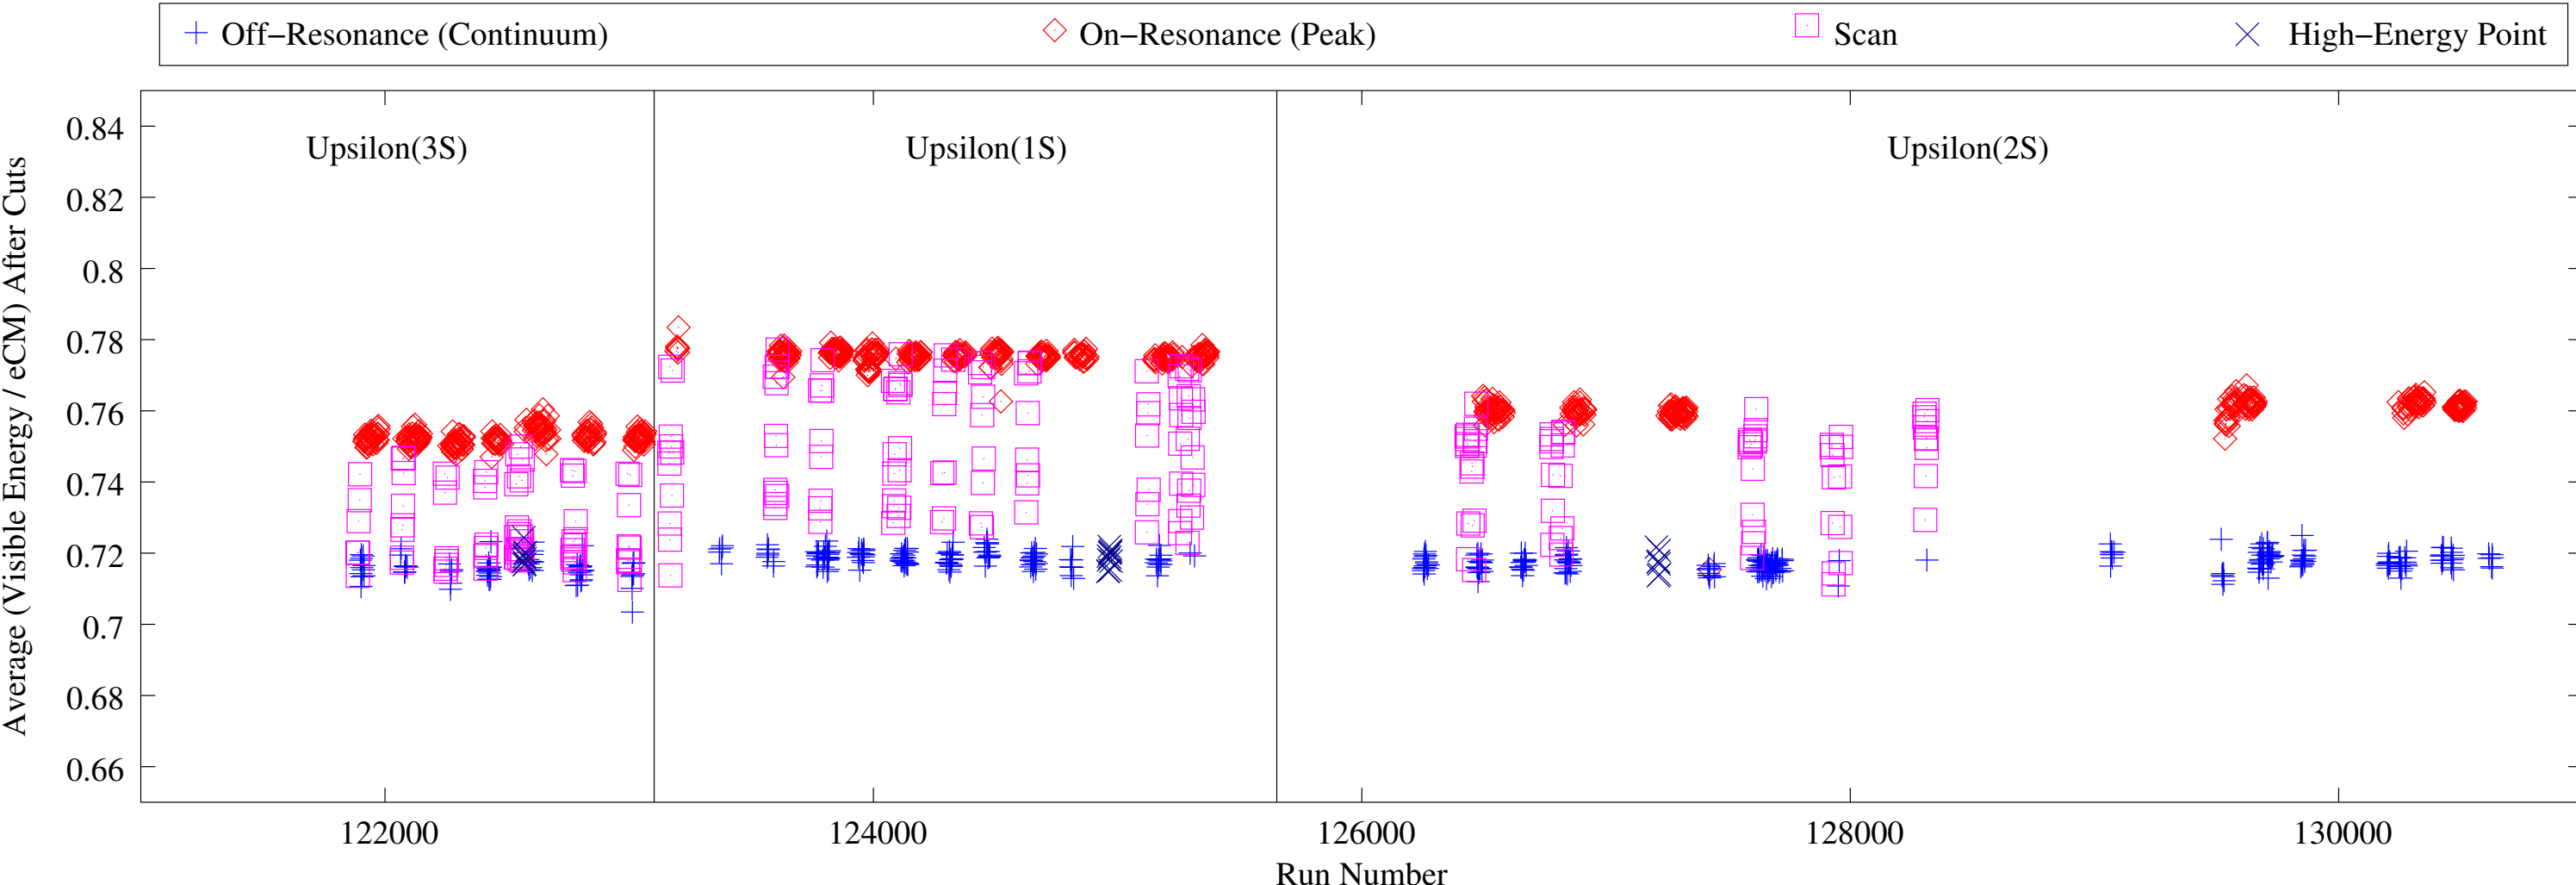 Off−Resonance (Continuum) On−Resonance (Peak) Scan High−Energy Point
Upsilon(3S) Upsilon(1S) Upsilon(2S)
Average (Visible Energy / eCM) After Cuts
0.84
0.82
0.8
0.78
0.76
0.74
0.72
0.7
0.68
0.66
122000 124000 126000 128000 130000
Run Number